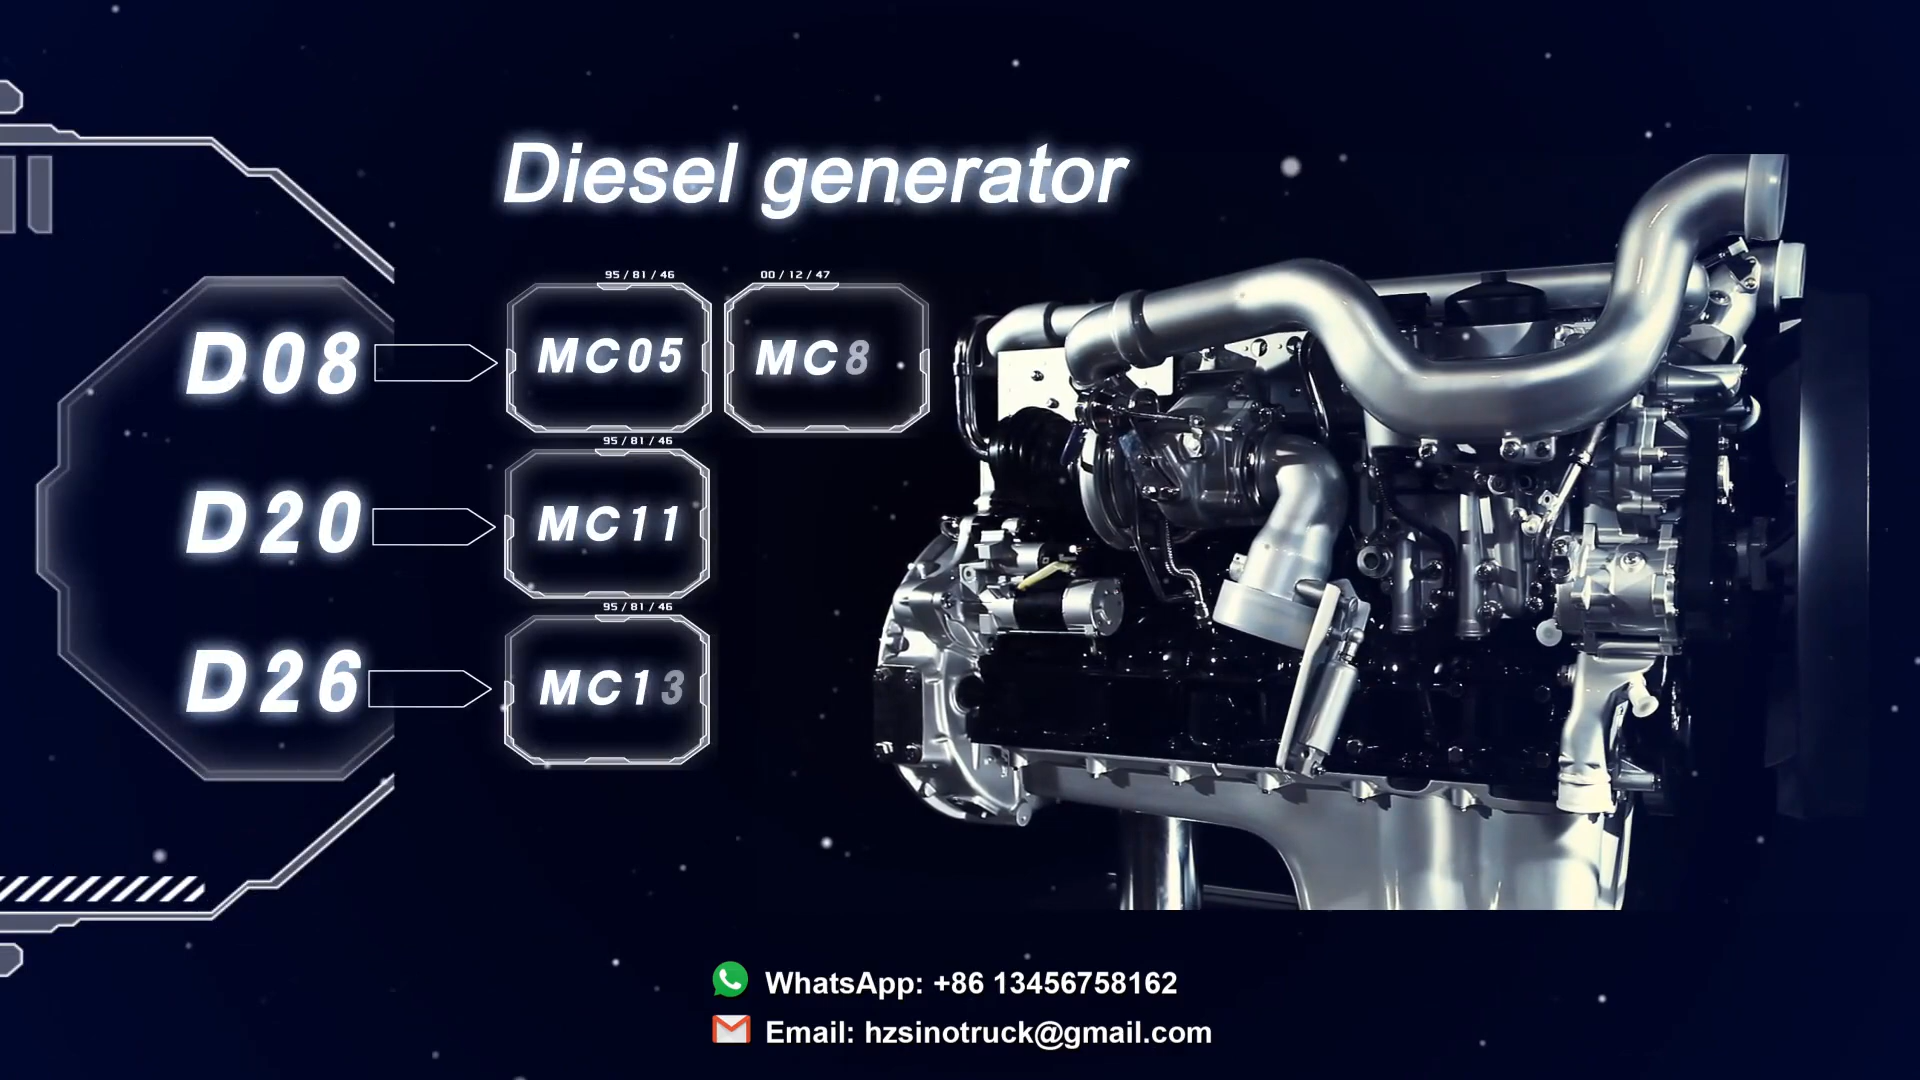 Diesel generator
95 / 81 / 46
00 / 12 / 47
D08
MC05
MC8
95 / 81 / 46
D20
MC11
95 / 81 / 46
D26
MC13
WhatsApp: +86 13456758162
Email: hzsinotruck@gmail.com